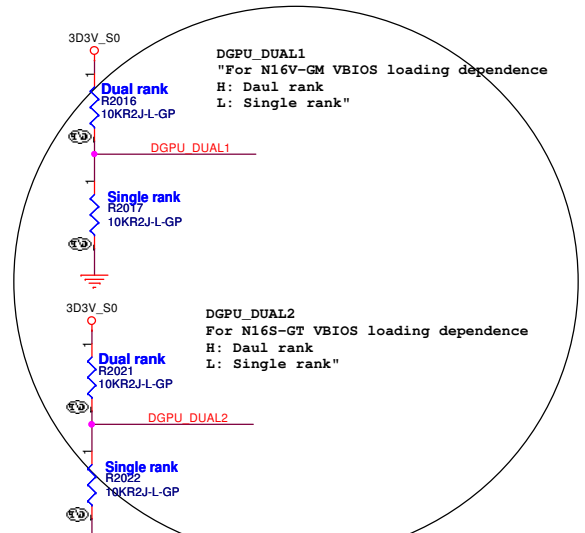 3D3V_S0
DGPU_DUAL1
"For N16V-GM VBIOS loading dependence
H: Daul rank
L: Single rank"
1
Dual rank
R2016
10KR2J-L-GP
DGPU_DUAL1
1
Single rank
R2017
10KR2J-L-GP
3D3V_S0
DGPU_DUAL2
For N16S-GT VBIOS loading dependence
H: Daul rank
L: Single rank"
1
Dual rank
R2021
10KR2J-L-GP
DGPU_DUAL2
1
Single rank
R2022
10KR2J-L-GP